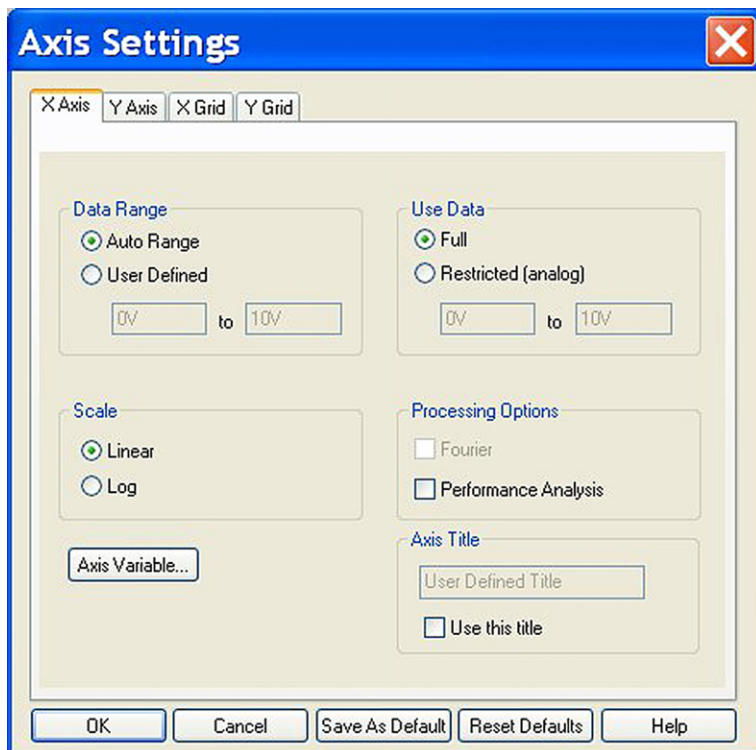 Axis Settings
X Axis Y Axis X Grid Y Grid
Data Range
Auto Range
User Defined
0V to 10V
Use Data
Full
Restricted (analog)
0V to 10V
Scale
Linear
Log
Processing Options
Fourier
Performance Analysis
Axis Variable...
Axis Title
User Defined Title
Use this title
OK Cancel Save As Default Reset Defaults Help